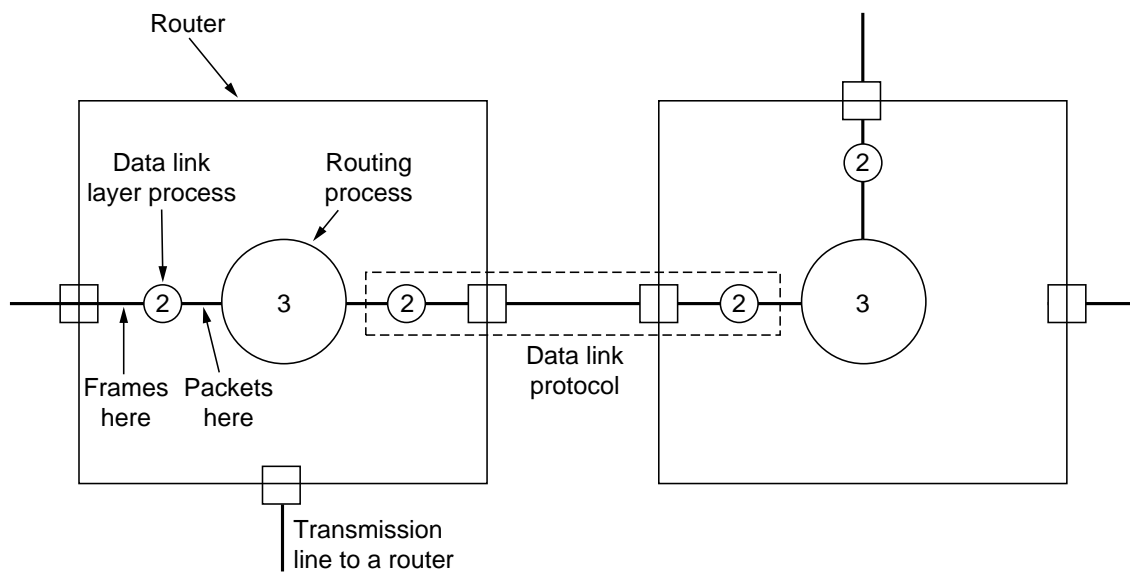 Router
Data link
layer process
Routing
process
2
2
3
2
2
3
Frames
here
Packets
here
Data link
protocol
Transmission
line to a router